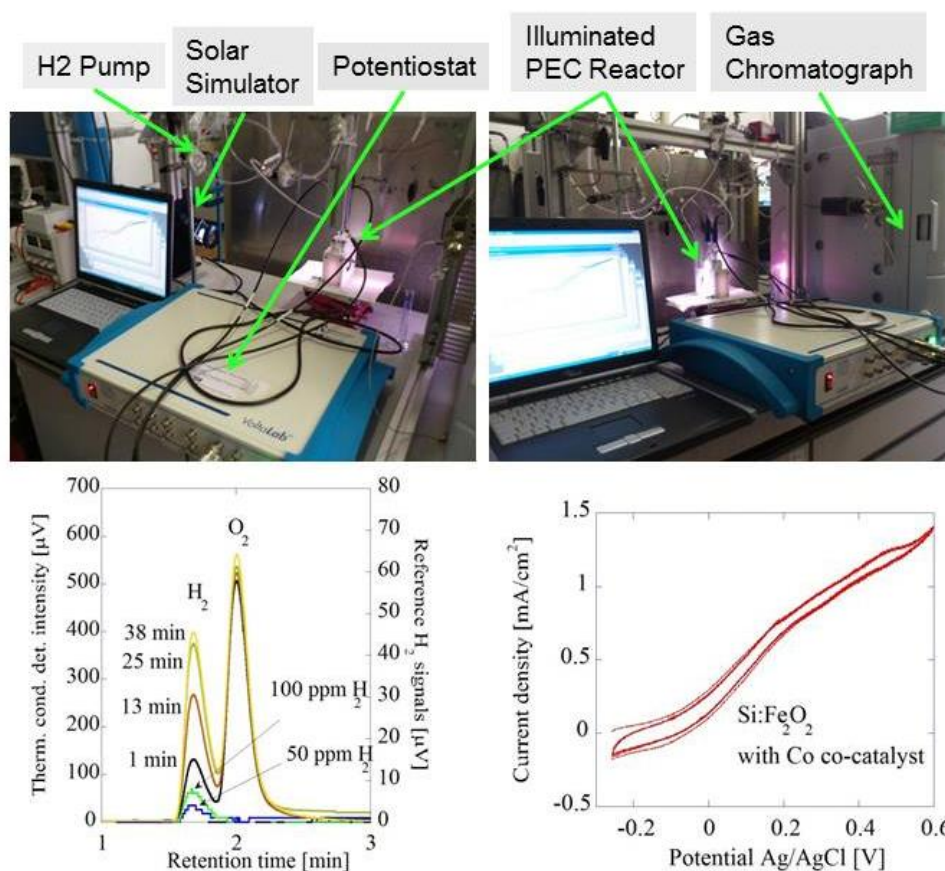 H2 Pump
Solar
Simulator
Potentiostat
Illuminated
PEC Reactor
Gas
Chromatograph
VoltaLab
Therm. cond. det. intensity [µV]
700
600
500
400
300
200
100
0
80
70
60
50
40
30
20
10
0
Reference H₂ signals [µV]
O₂
H₂
38 min
25 min
13 min
1 min
100 ppm H₂
50 ppm H₂
1
2
3
Retention time [min]
Current density [mA/cm²]
1
0.5
0
-0.5
Si:Fe₂O₃
with Co co-catalyst
-0.2
0
0.2
0.4
0.6
Potential Ag/AgCl [V]